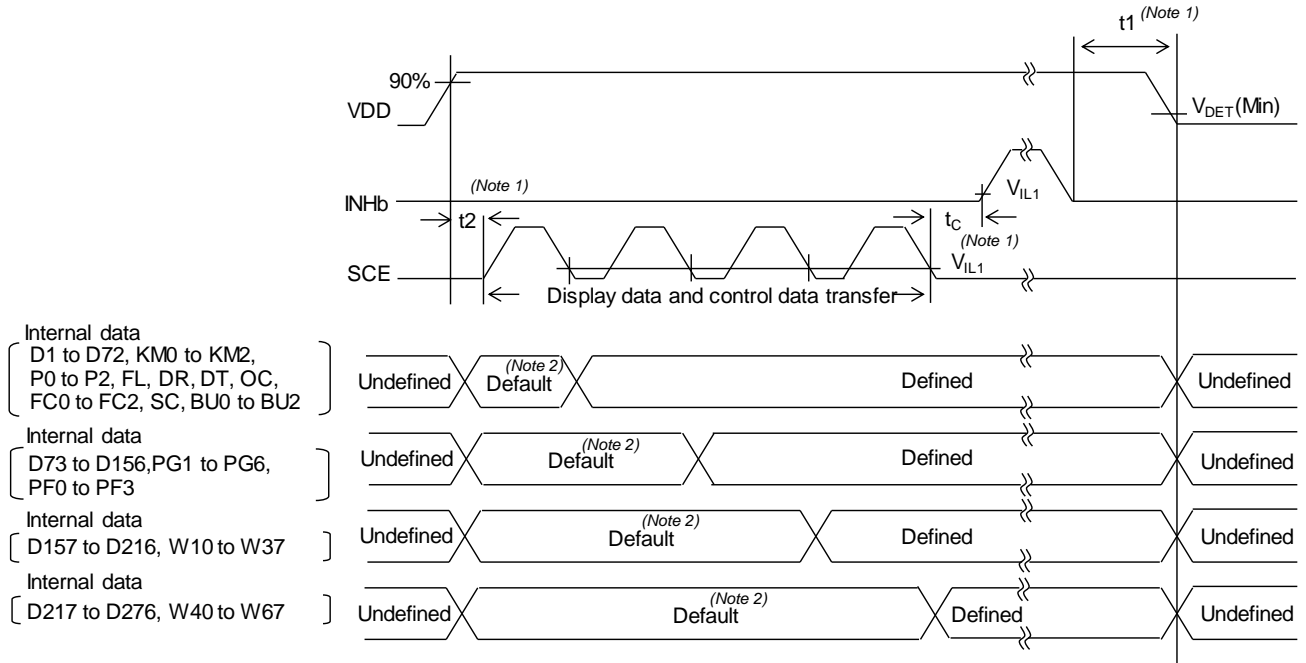 t1 (Note 1)
90%
VDD
VDET(Min)
(Note 1)
INHb
VIL1
t2
tC
(Note 1)
VIL1
SCE
Display data and control data transfer
Internal data
D1 to D72, KM0 to KM2,
P0 to P2, FL, DR, DT, OC,
FC0 to FC2, SC, BU0 to BU2
Undefined
(Note 2)
Default
Defined
Undefined
Internal data
D73 to D156,PG1 to PG6,
PF0 to PF3
Undefined
(Note 2)
Default
Defined
Undefined
Internal data
D157 to D216, W10 to W37
Undefined
(Note 2)
Default
Defined
Undefined
Internal data
D217 to D276, W40 to W67
Undefined
(Note 2)
Default
Defined
Undefined